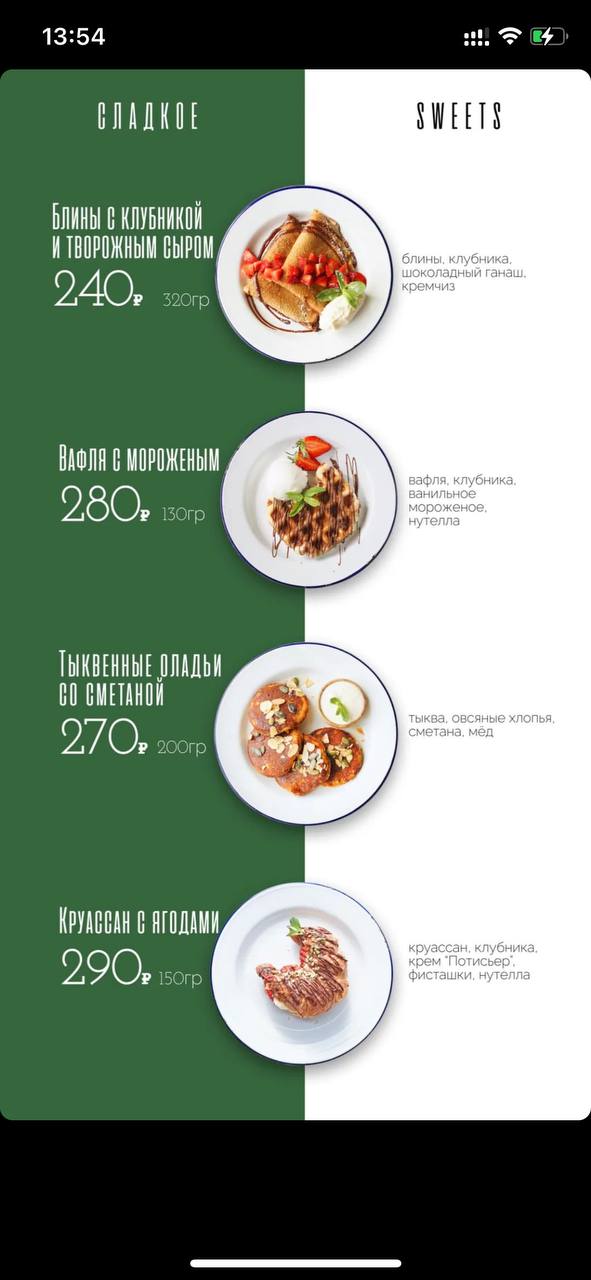 13:54
СЛАДКОЕ
SWEETS
Блины с клубникой
и творожным сыром
240₽ 320гр
блины, клубника,
шоколадный ганаш,
кремчиз
Вафля с мороженым
280₽ 130гр
вафля, клубника,
ванильное
мороженое,
нутелла
Тыквенные оладьи
со сметаной
270₽ 200гр
тыква, овсяные хлопья,
сметана, мёд
Круассан с ягодами
290₽ 150гр
круассан, клубника,
крем "Потисьер",
фисташки, нутелла